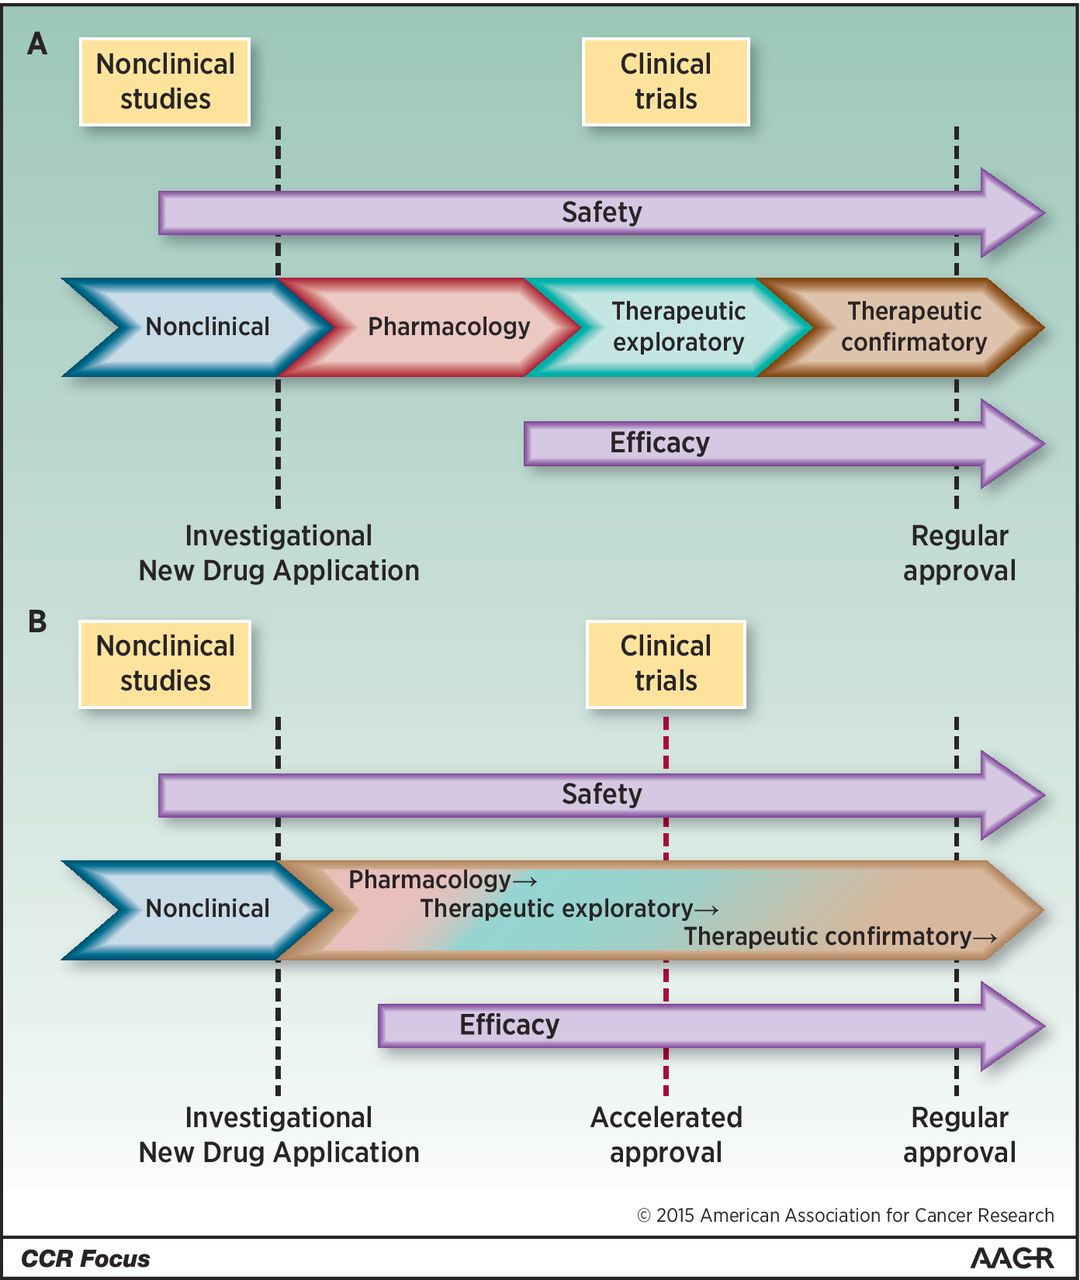 A
Nonclinical
studies
Clinical
trials
Safety
Nonclinical
Pharmacology
Therapeutic
exploratory
Therapeutic
confirmatory
Efficacy
Investigational
New Drug Application
Regular
approval
B
Nonclinical
studies
Clinical
trials
Safety
Nonclinical
Pharmacology→
Therapeutic exploratory→
Therapeutic confirmatory→
Efficacy
Investigational
New Drug Application
Accelerated
approval
Regular
approval
© 2015 American Association for Cancer Research
CCR Focus
AACR